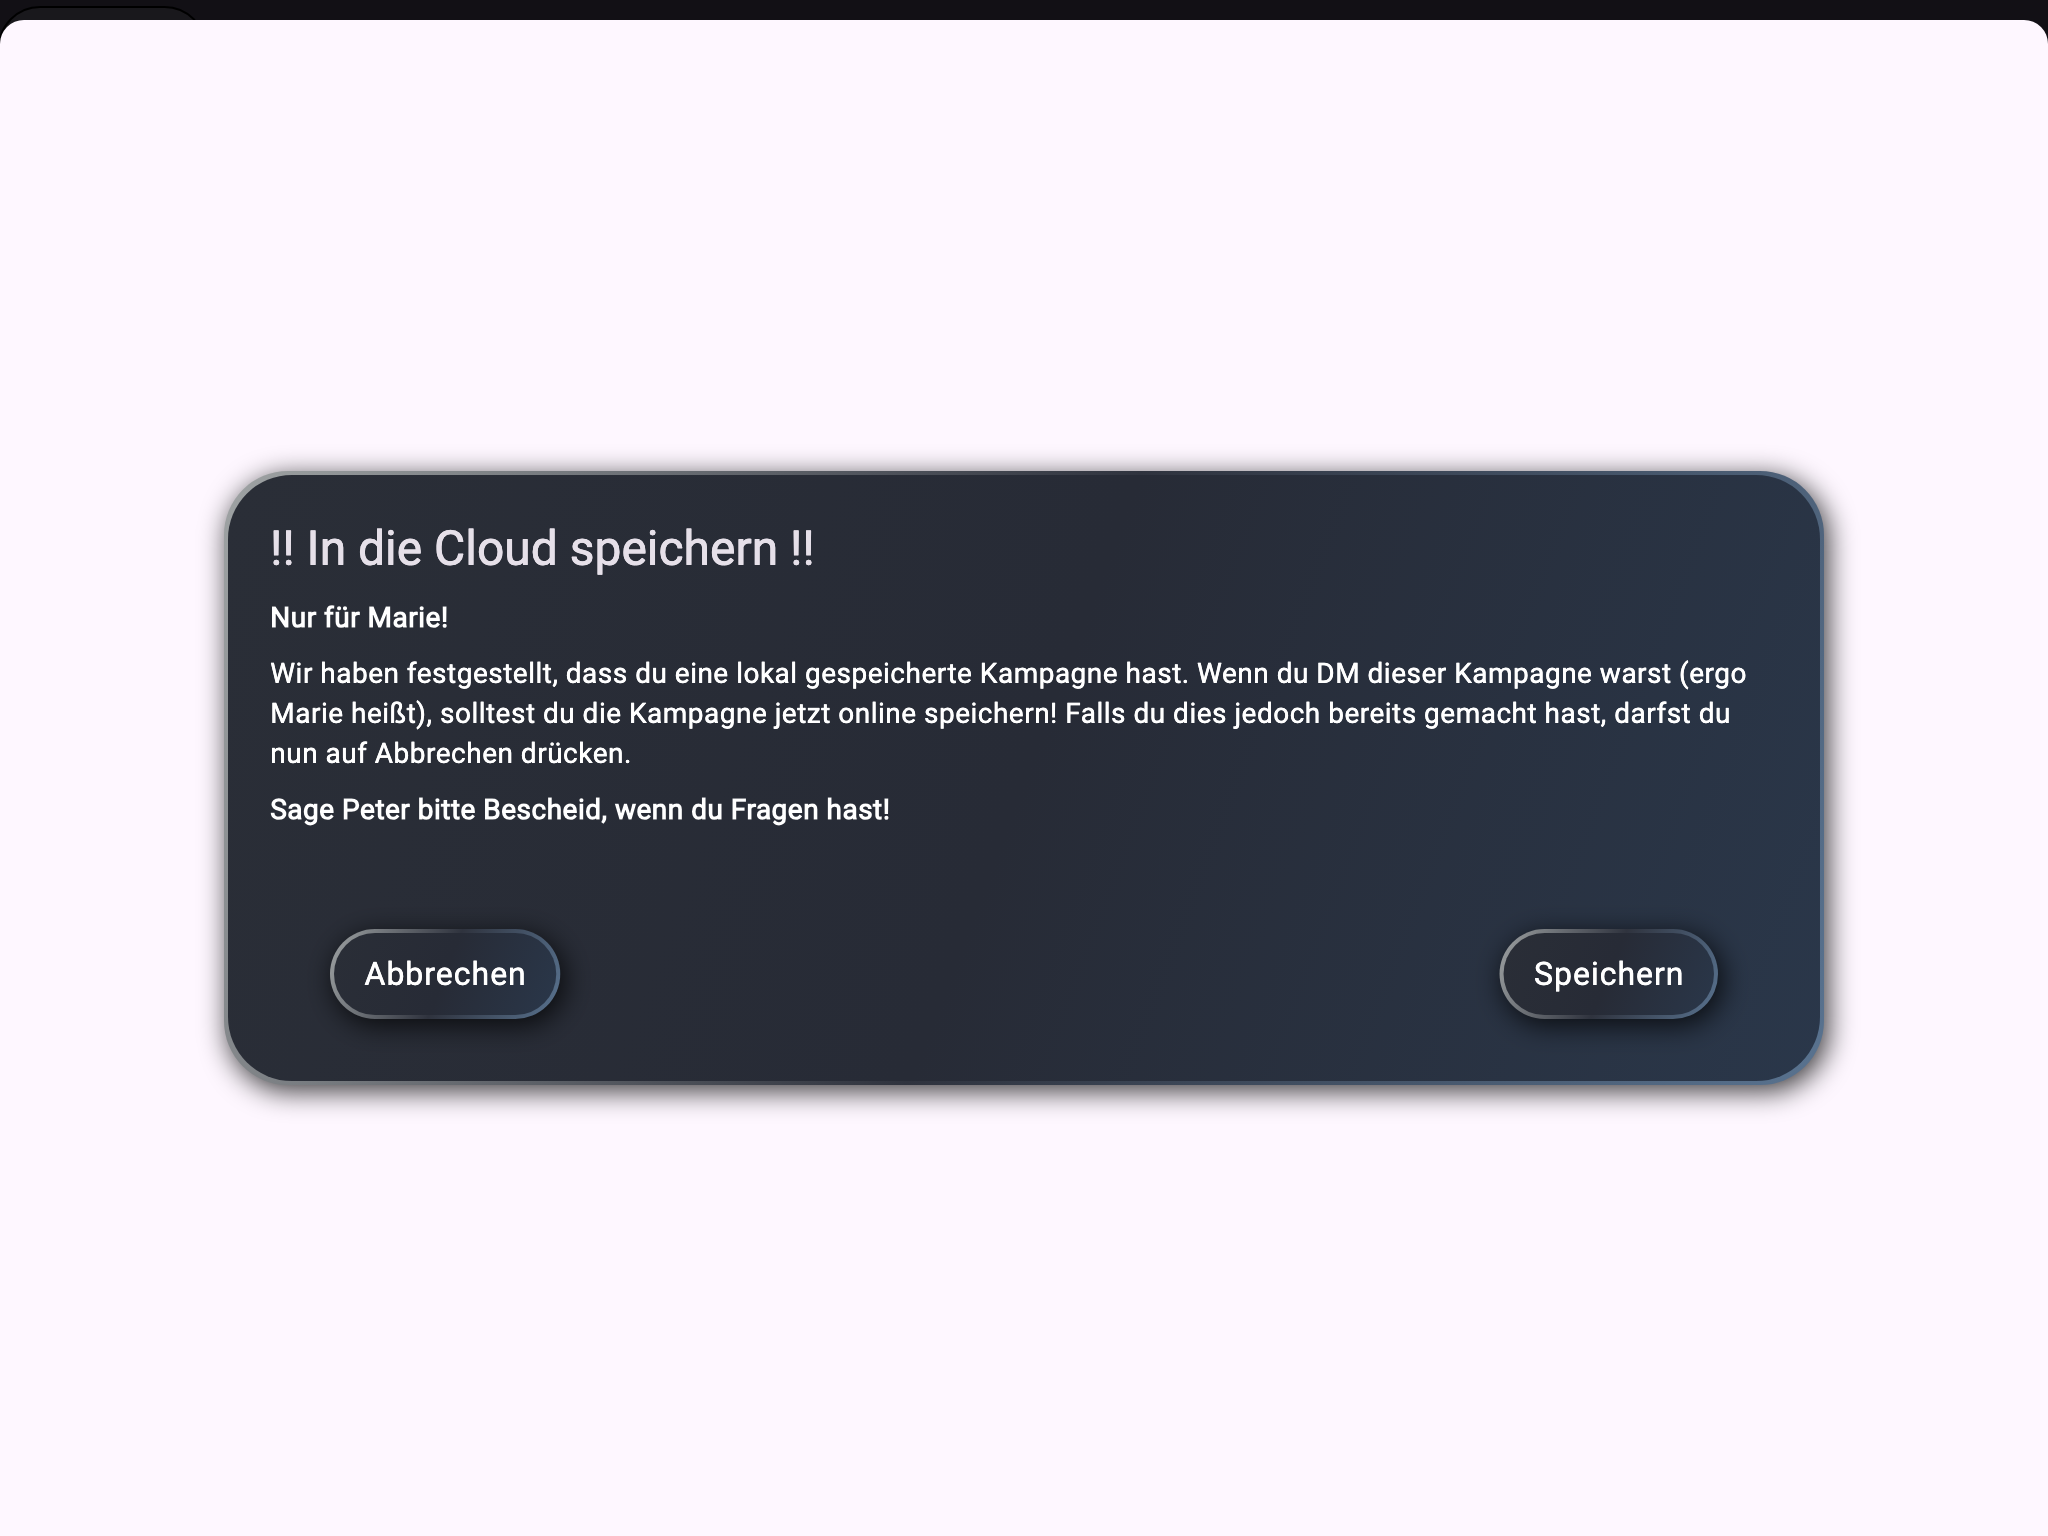 !! In die Cloud speichern !!
Nur für Marie!
Wir haben festgestellt, dass du eine lokal gespeicherte Kampagne hast. Wenn du DM dieser Kampagne warst (ergo
Marie heißt), solltest du die Kampagne jetzt online speichern! Falls du dies jedoch bereits gemacht hast, darfst du
nun auf Abbrechen drücken.
Sage Peter bitte Bescheid, wenn du Fragen hast!
Abbrechen
Speichern